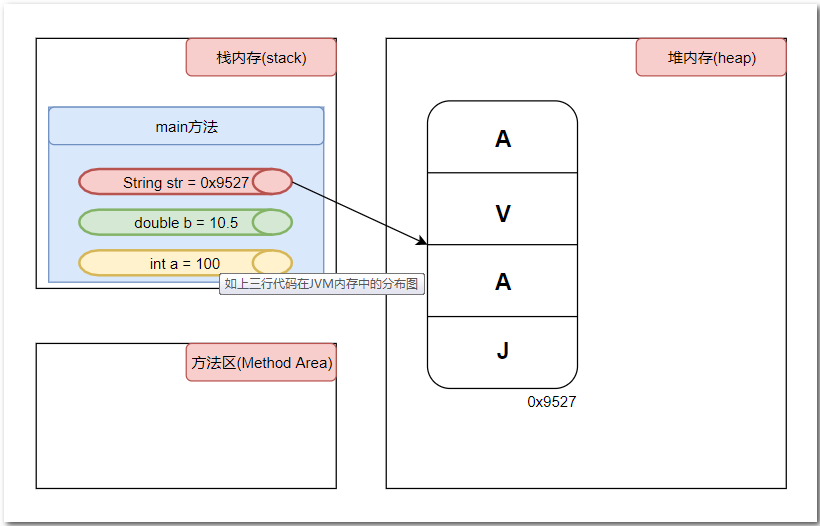 栈内存(stack)
main方法
String str = 0x9527
double b = 10.5
int a = 100
如上三行代码在JVM内存中的分布图
方法区(Method Area)
堆内存(heap)
A
V
A
J
0x9527